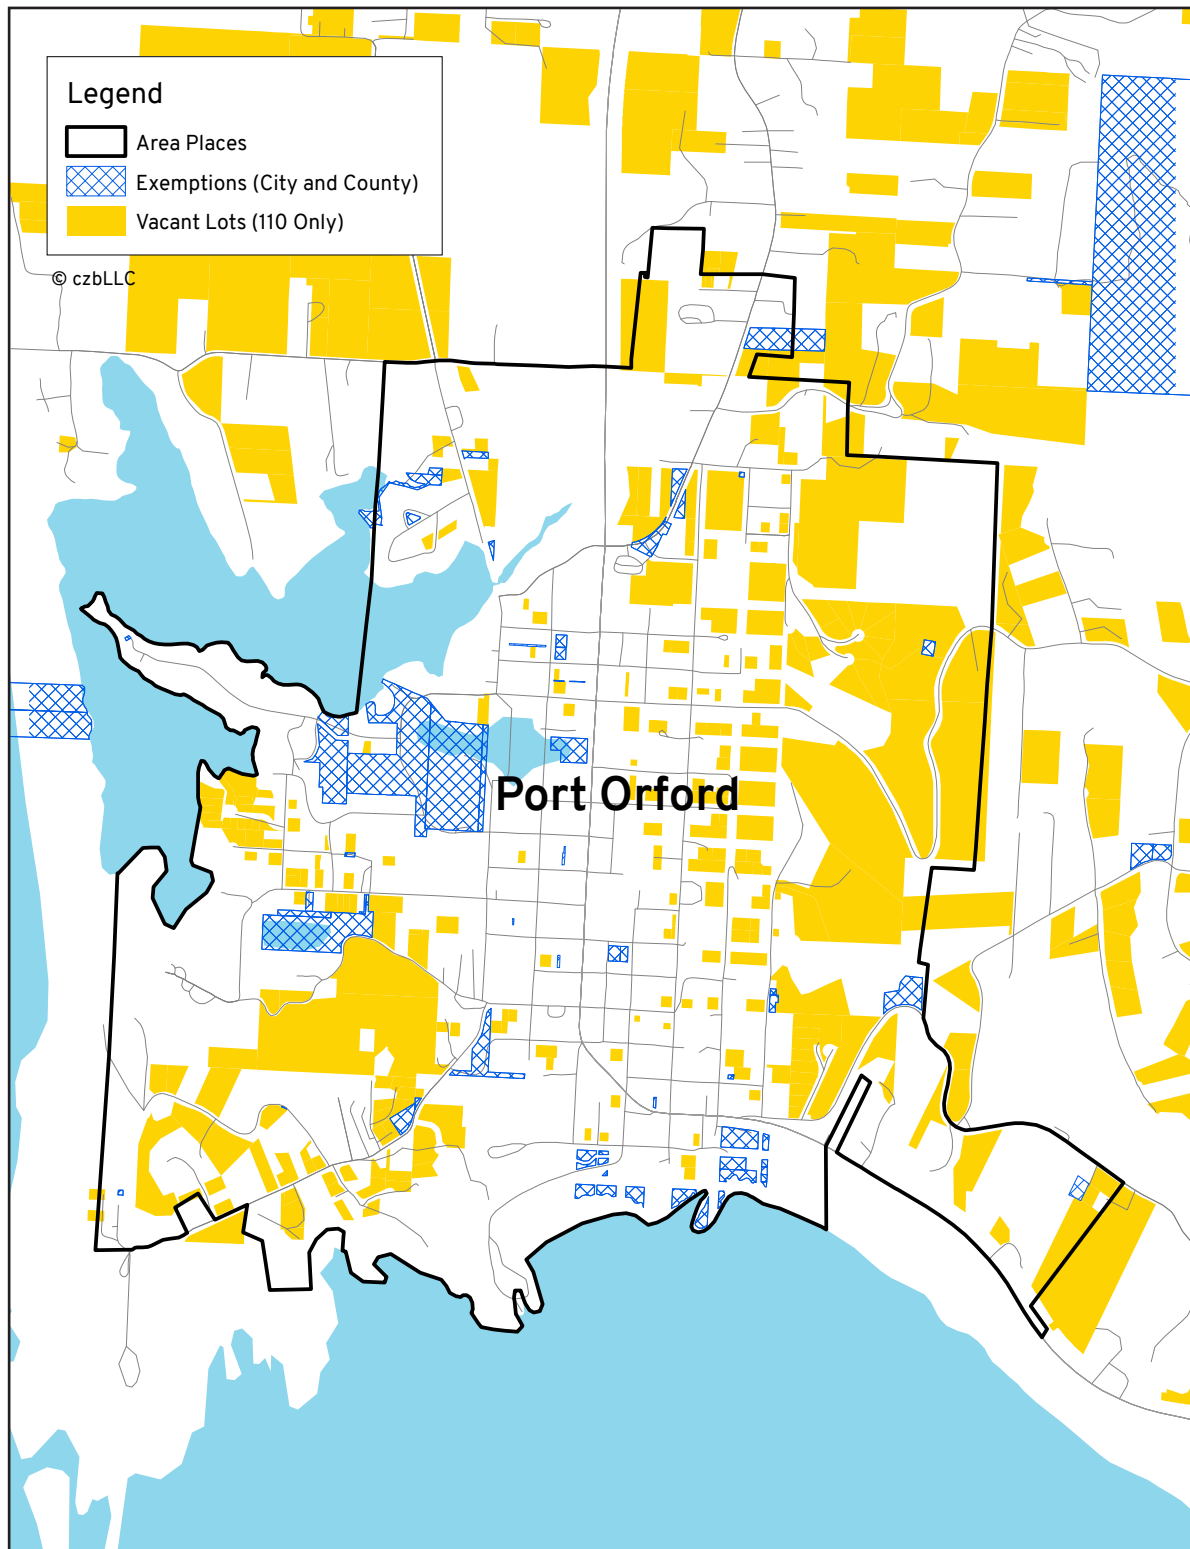 Legend
Area Places
Exemptions (City and County)
Vacant Lots (110 Only)
© czbLLC
Port Orford